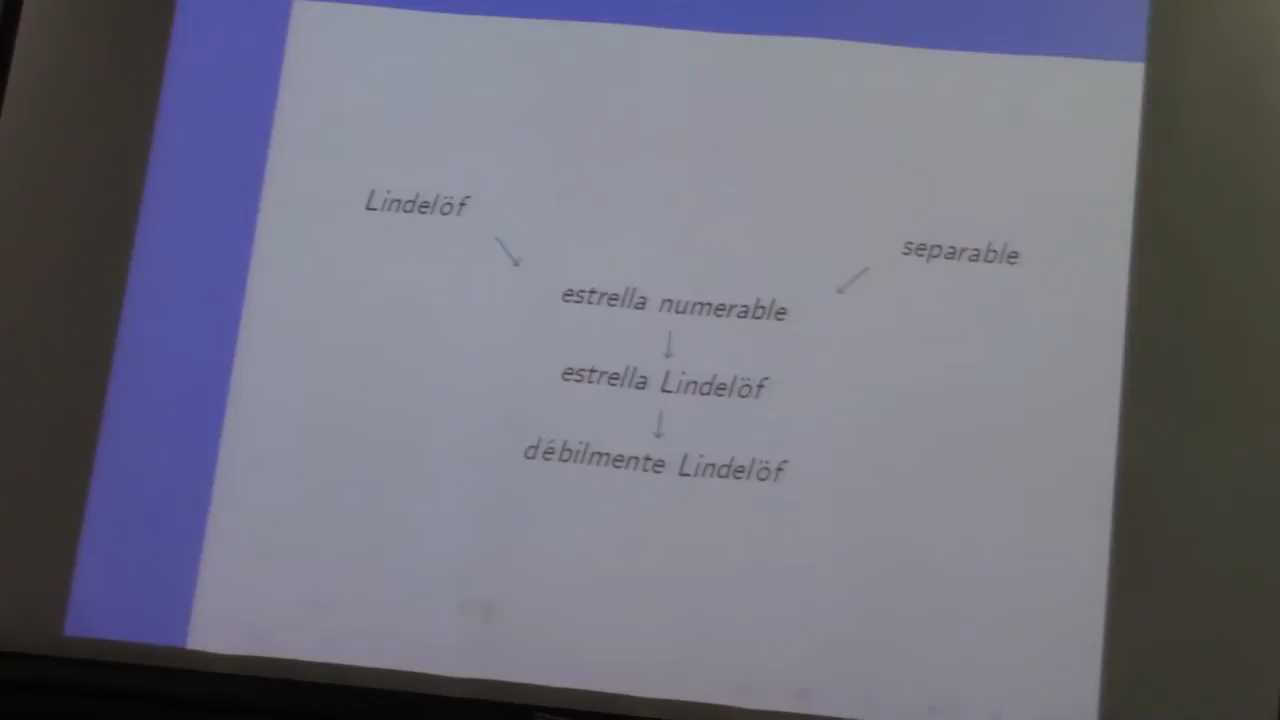 Lindelöf
separable
estrella numerable
estrella Lindelöf
débilmente Lindelöf